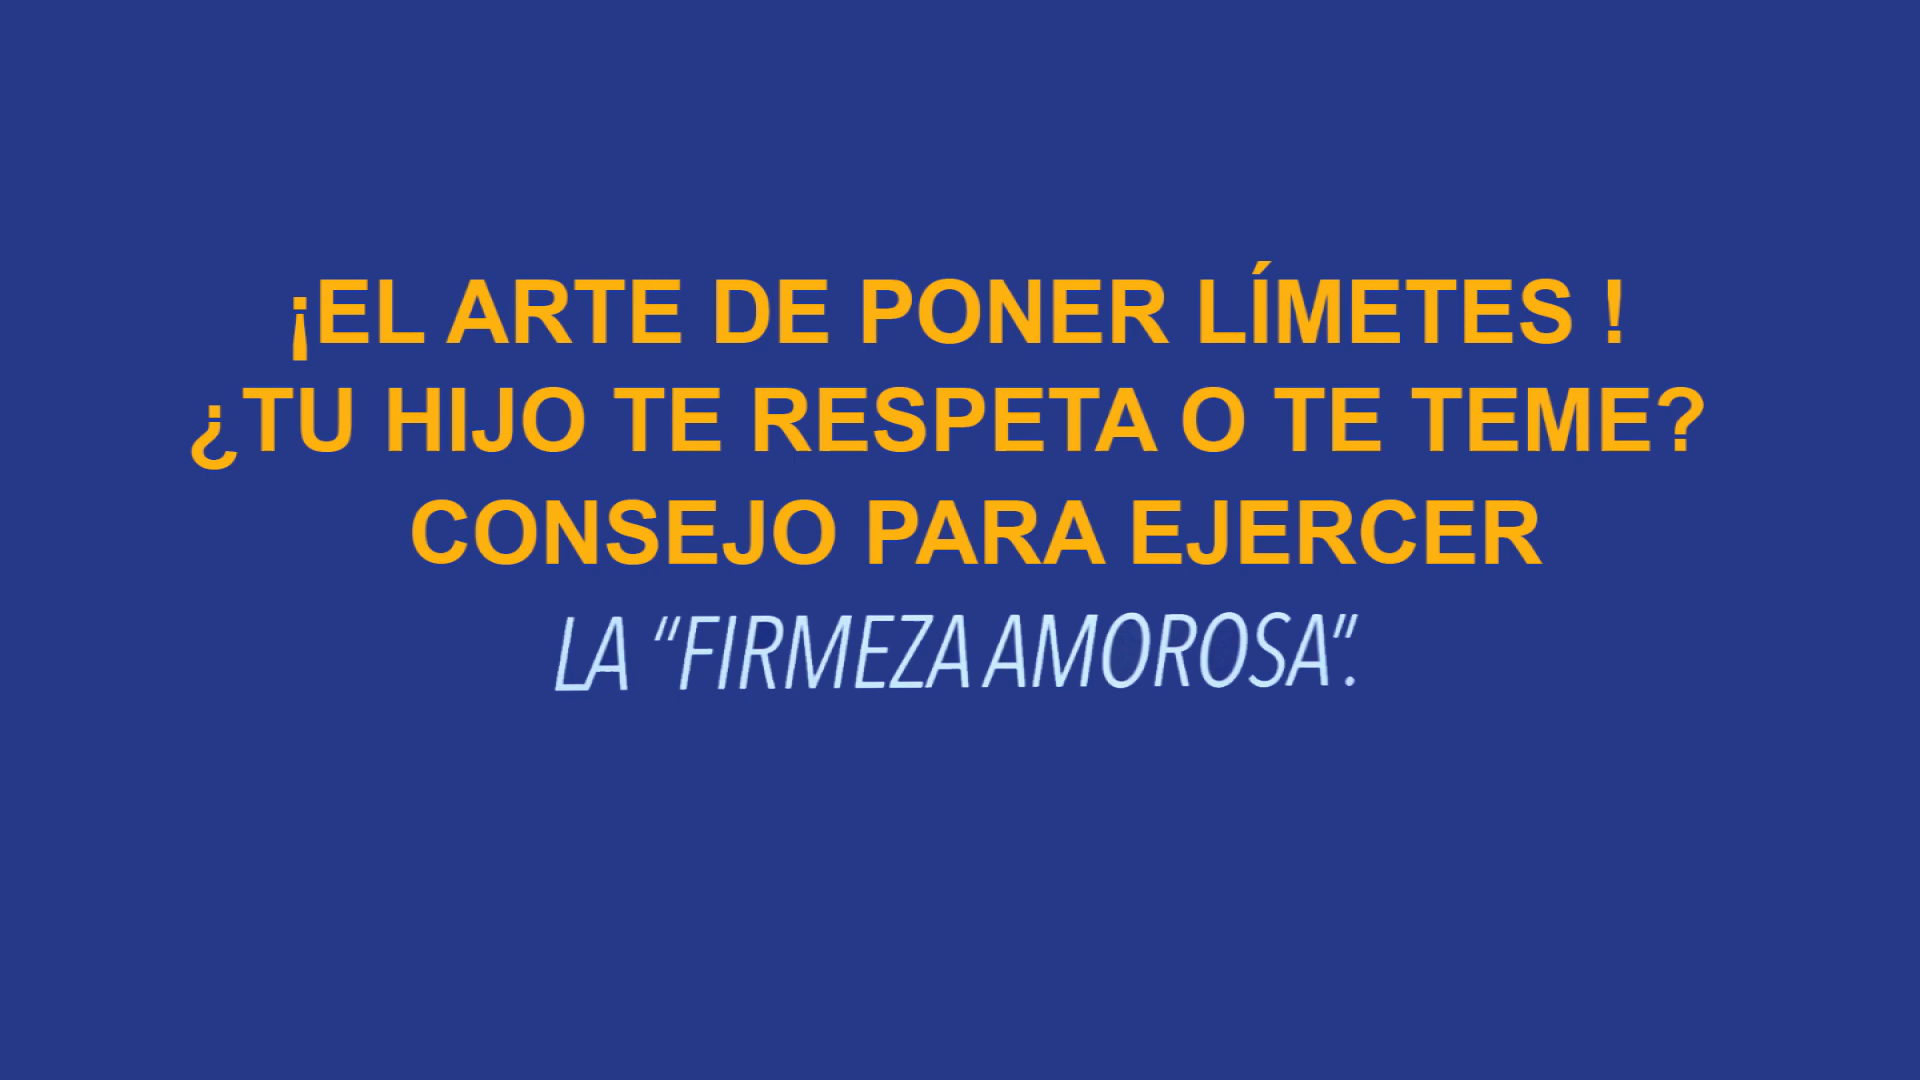 ¡EL ARTE DE PONER LÍMETES !
¿TU HIJO TE RESPETA O TE TEME?
CONSEJO PARA EJERCER
LA “FIRMEZA AMOROSA”.